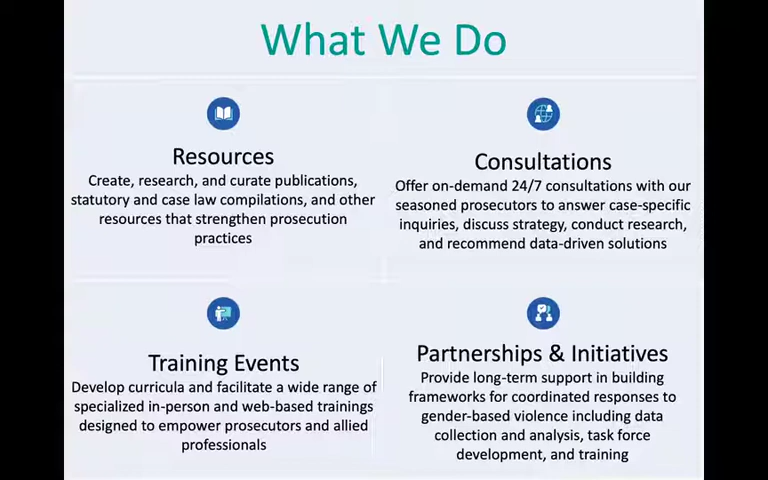 What We Do
Resources
Create, research, and curate publications,
statutory and case law compilations, and other
resources that strengthen prosecution
practices
Consultations
Offer on-demand 24/7 consultations with our
seasoned prosecutors to answer case-specific
inquiries, discuss strategy, conduct research,
and recommend data-driven solutions
Training Events
Develop curricula and facilitate a wide range of
specialized in-person and web-based trainings
designed to empower prosecutors and allied
professionals
Partnerships & Initiatives
Provide long-term support in building
frameworks for coordinated responses to
gender-based violence including data
collection and analysis, task force
development, and training